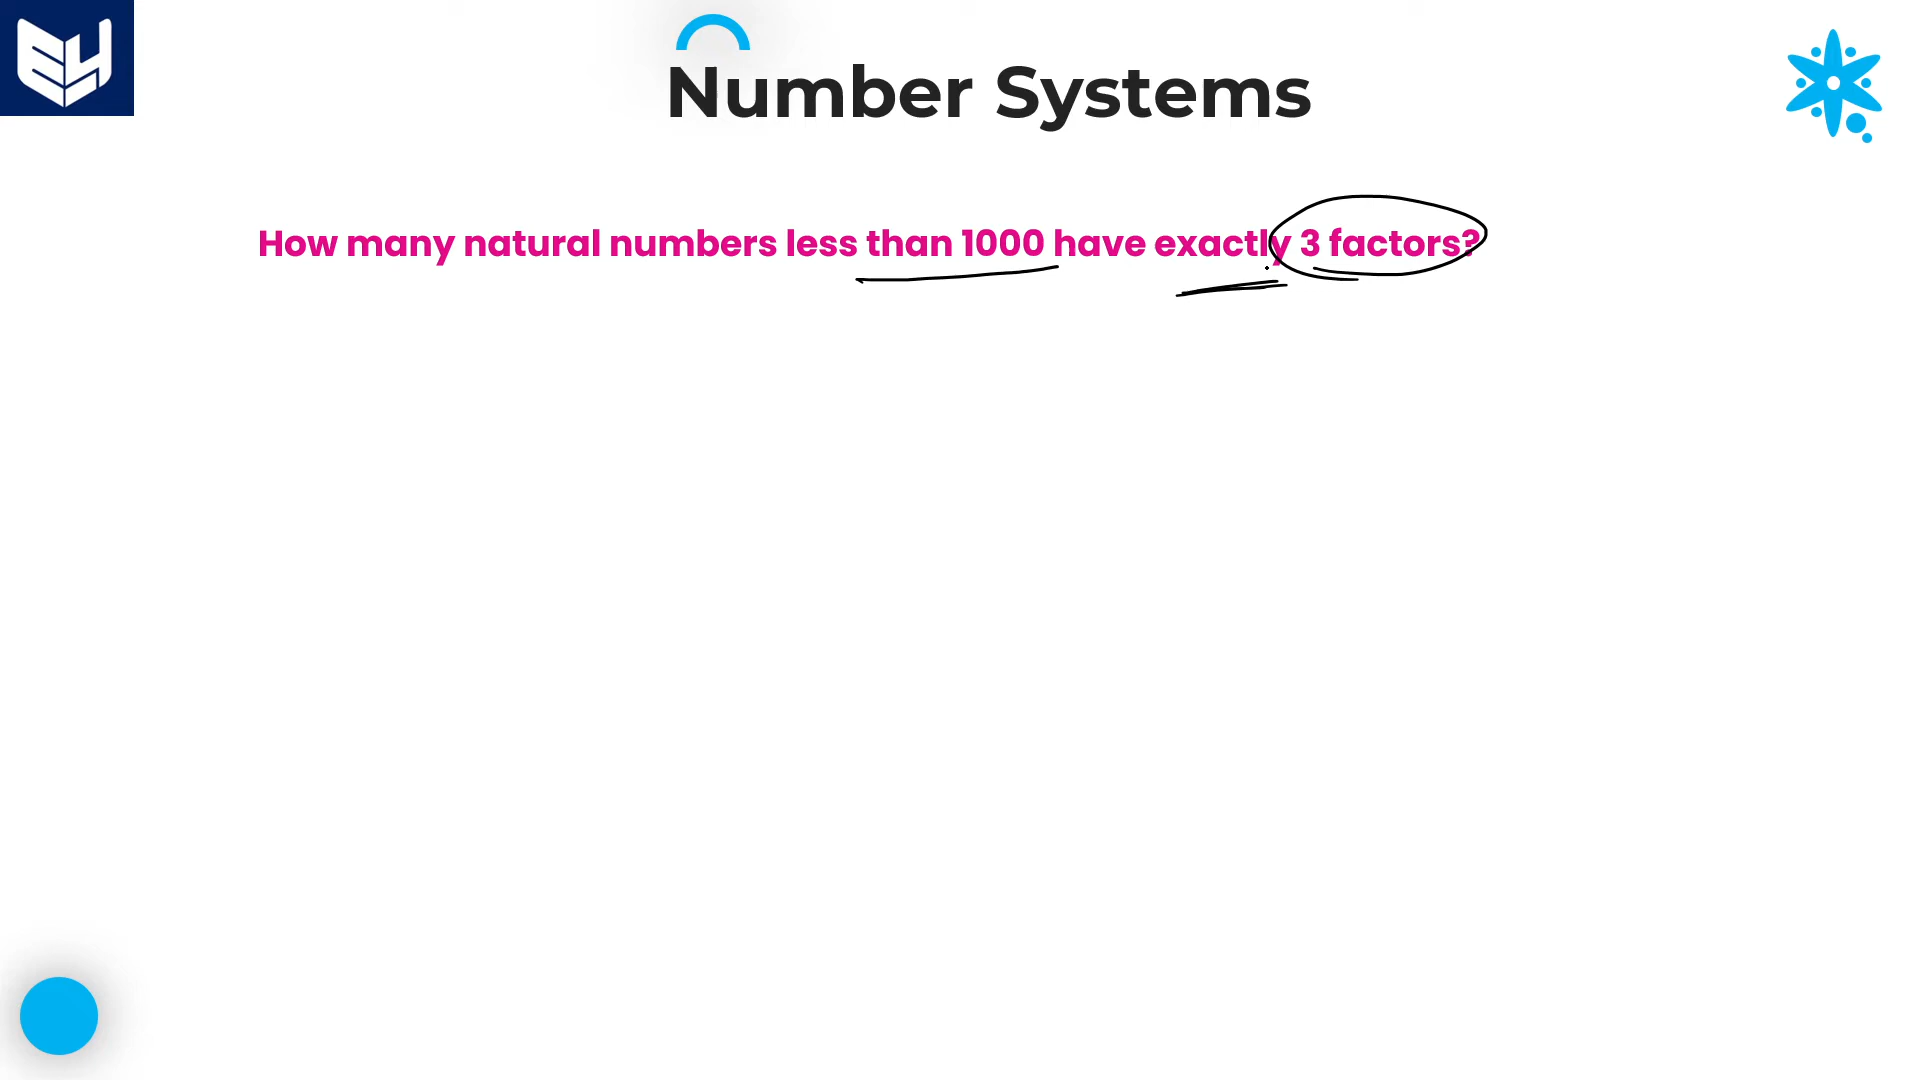 Number Systems
How many natural numbers less than 1000 have exactly 3 factors?